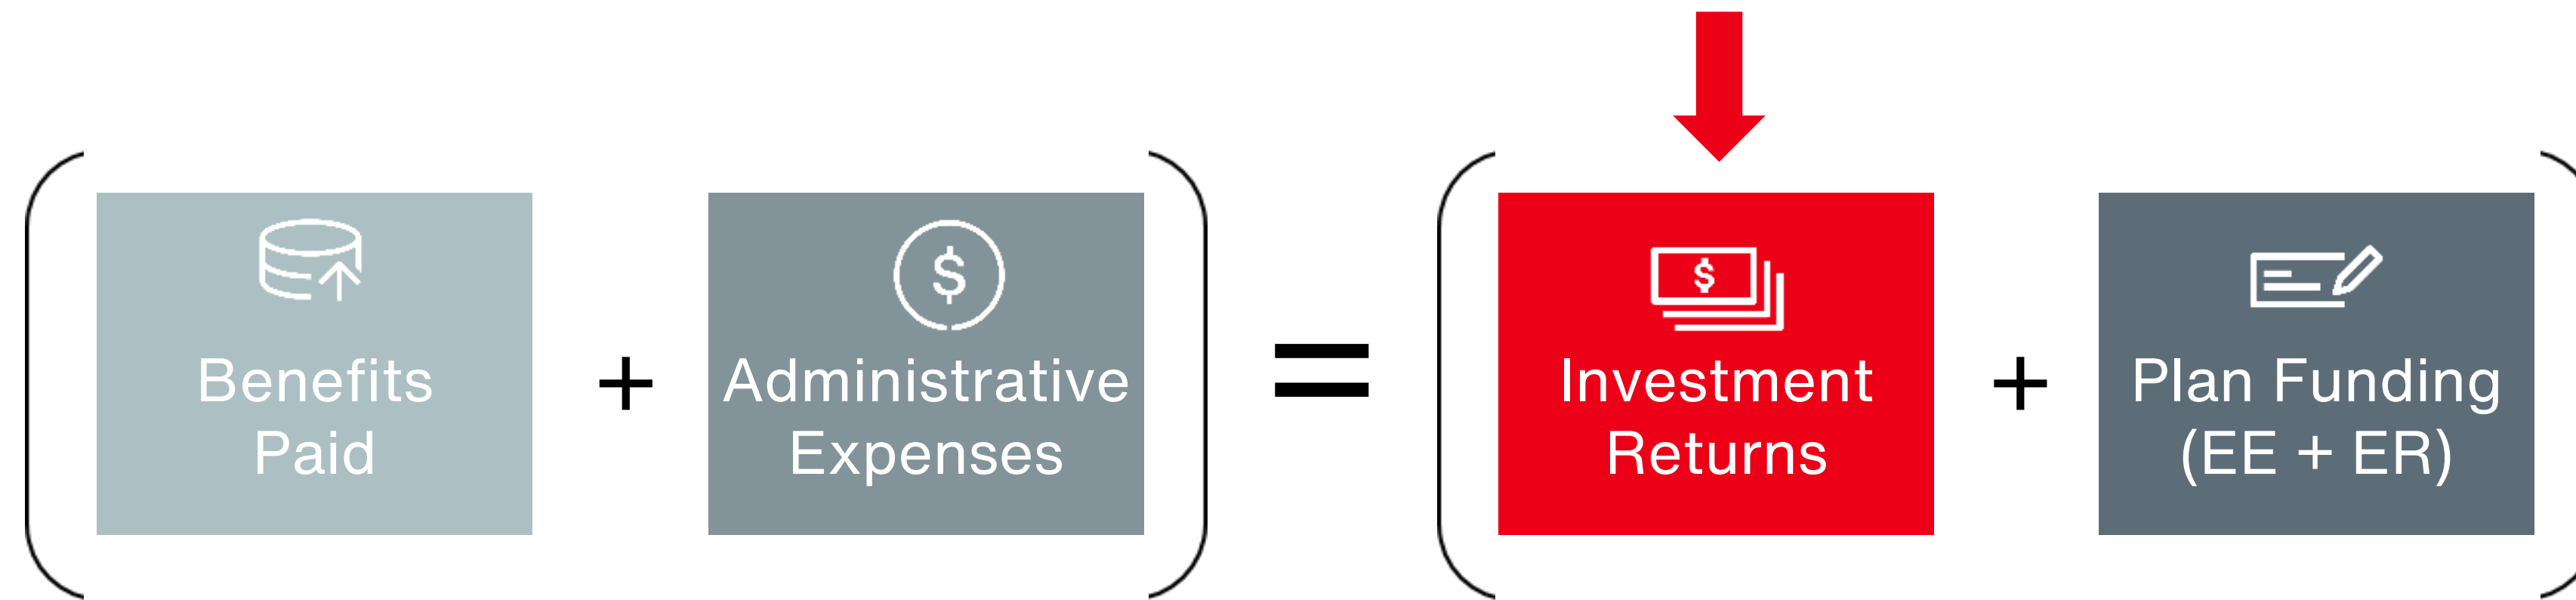 Benefits
Paid
+
Administrative
Expenses
=
$
Investment
Returns
+
Plan Funding
(EE + ER)
$